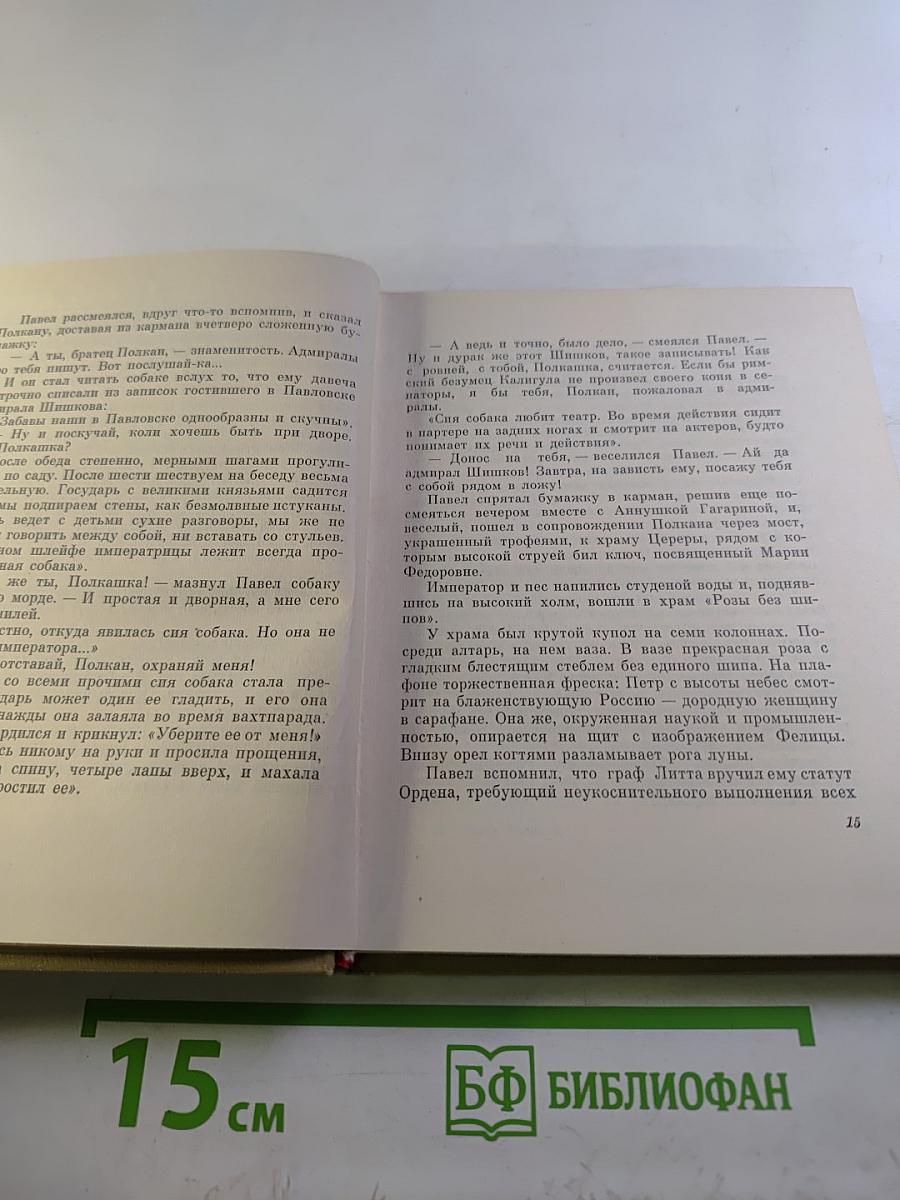 Павел рассмеялся, вдруг что-то вспомнив, и сказал
Полкану, доставая из кармана вчетверо сложенную бу-
мажку:
— А ты, братец Полкан, — знаменитость. Адмиралы
о тебя пишут. Вот послушай-ка...
И он стал читать собаке вслух то, что ему давеча
трочно списали из записок гостившего в Павловске
ирала Шишкова:
Забавы наши в Павловске однообразны и скучны».
Ну и поскучай, коли хочешь быть при дворе.
Полкашка?
осле обеда степенно, мерными шагами прогули-
по саду. После шести шествуем на беседу весьма
ельную. Государь с великими князьями садится
мы подпираем стены, как безмолвные истуканы.
ь ведет с детьми сухие разговоры, мы же не
говорить между собой, ни вставать со стульев.
ном шлейфе императрицы лежит всегда про-
ная собака».
же ты, Полкашка! — мазнул Павел собаку
о морде. — И простая и дворная, а мне сего
милей.
стно, откуда явилась сия собака. Но она не
императора...»
отставай, Полкан, охраняй меня!
со всеми прочими сия собака стала пре-
дарь может один ее гладить, и его она
нажды она залаяла во время вахтпарада.
рдился и крикнул: «Уберите ее от меня!»
сь никому на руки и просила прощения,
спину, четыре лапы вверх, и махала
ростил ее».
— А ведь и точно, было дело, — смеялся Павел. —
Ну и дурак же этот Шишков, такое записывать! Как
с ровней, с тобой, Полкашка, считается. Если бы рим-
ский безумец Калигула не произвел своего коня в се-
наторы, я бы тебя, Полкан, пожаловал в адми-
ралы.
«Сия собака любит театр. Во время действия сидит
в партере на задних ногах и смотрит на актеров, будто
понимает их речи и действия».
— Донос на тебя, — веселился Павел. — Ай да
адмирал Шишков! Завтра, на зависть ему, посажу тебя
с собой рядом в ложу!
Павел спрятал бумажку в карман, решив еще по-
смеяться вечером вместе с Аннушкой Гагариной, и,
веселый, пошел в сопровождении Полкана через мост,
украшенный трофеями, к храму Цереры, рядом с ко-
торым высокой струей бил ключ, посвященный Марии
Федоровне.
Император и пес напились студеной воды и, подняв-
шись на высокий холм, вошли в храм «Розы без ши-
пов».
У храма был крутой купол на семи колоннах. По-
среди алтарь, на нем ваза. В вазе прекрасная роза с
гладким блестящим стеблем без единого шипа. На пла-
фоне торжественная фреска: Петр с высоты небес смот-
рит на блаженствующую Россию — дородную женщину
в сарафане. Она же, окруженная наукой и промышлен-
ностью, опирается на щит с изображением Фелицы.
Внизу орел когтями разламывает рога луны.
Павел вспомнил, что граф Литта вручил ему статут
Ордена, требующий неукоснительного выполнения всех
15
15 см
БФ БИБЛИОФАН